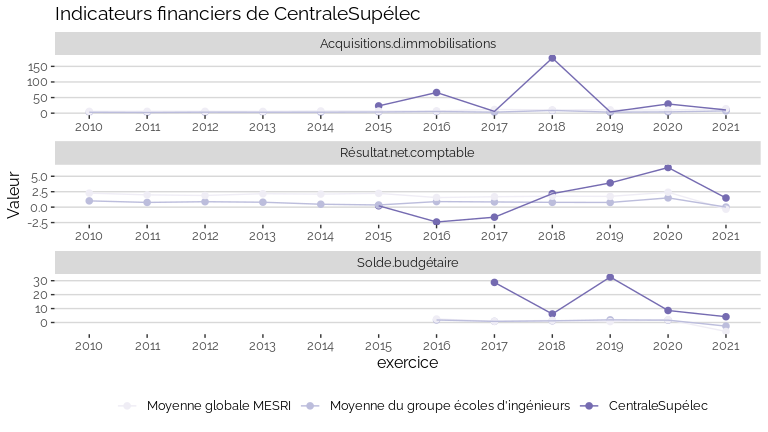 Indicateurs financiers de CentraleSupélec
Acquisitions.d.immobilisations
150
100
50
0
2010 2011 2012 2013 2014 2015 2016 2017 2018 2019 2020 2021
Résultat.net.comptable
5.0
2.5
0.0
−2.5
2010 2011 2012 2013 2014 2015 2016 2017 2018 2019 2020 2021
Solde.budgétaire
30
20
10
0
2010 2011 2012 2013 2014 2015 2016 2017 2018 2019 2020 2021
Valeur
exercice
Moyenne globale MESRI Moyenne du groupe écoles d'ingénieurs CentraleSupélec